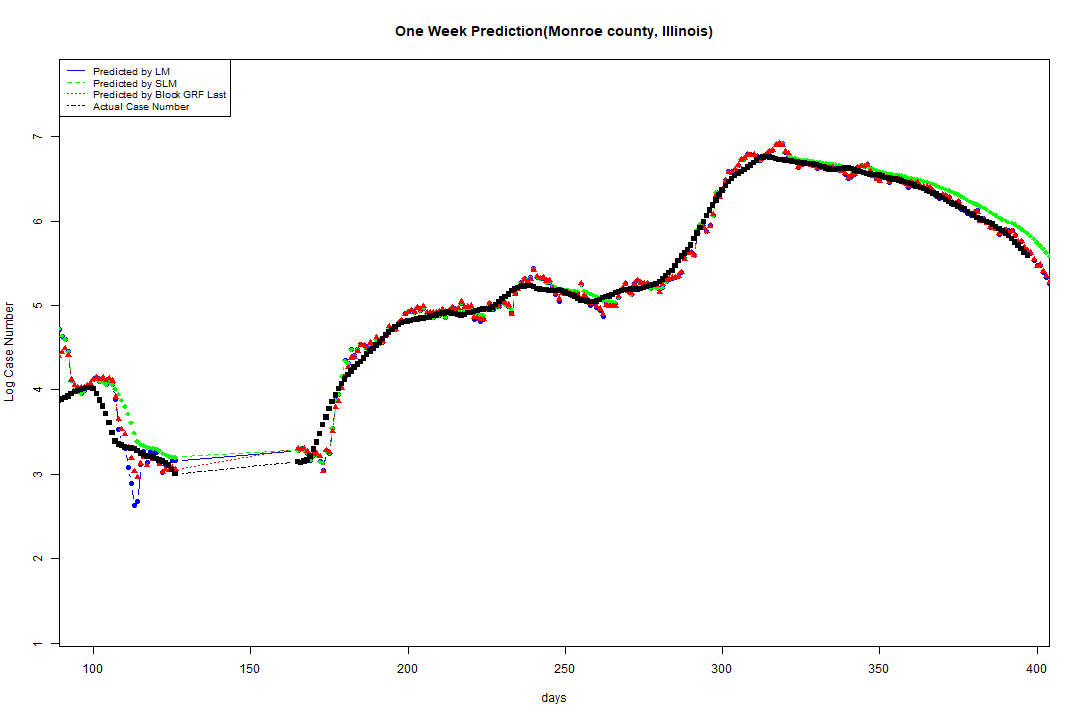 One Week Prediction(Monroe county, Illinois)
Predicted by LM
Predicted by SLM
Predicted by Block GRF Last
Actual Case Number
Log Case Number
7
6
5
4
3
2
1
100 150 200 250 300 350 400
days